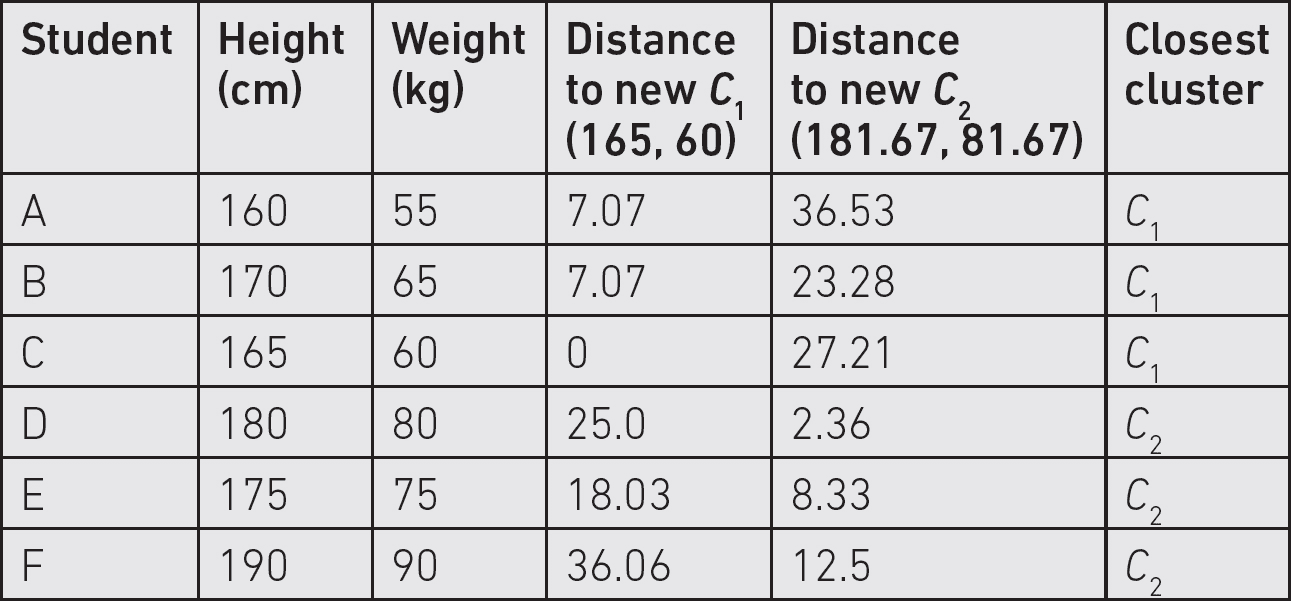 Student Height Weight Distance Distance Closest
(cm) (kg) to new C₁ to new C₂ cluster
(165, 60) (181.67, 81.67)
A 160 55 7.07 36.53 C₁
B 170 65 7.07 23.28 C₁
C 165 60 0 27.21 C₁
D 180 80 25.0 2.36 C₂
E 175 75 18.03 8.33 C₂
F 190 90 36.06 12.5 C₂